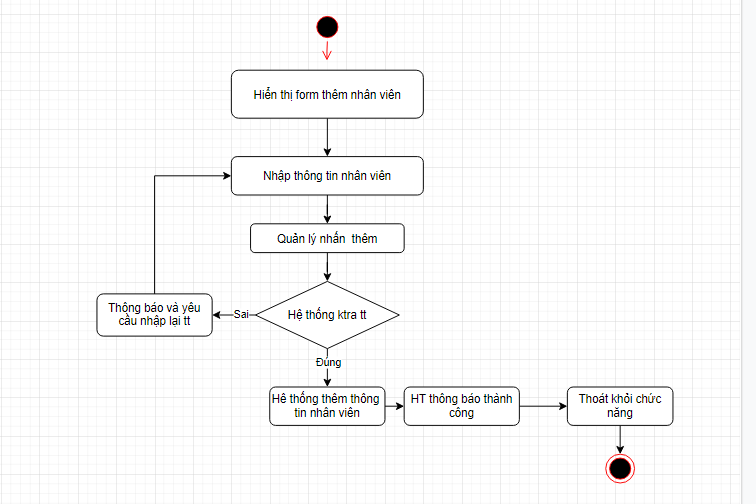 Hiển thị form thêm nhân viên
Nhập thông tin nhân viên
Quản lý nhấn thêm
Hệ thống ktra tt
Sai
Thông báo và yêu
cầu nhập lại tt
Đúng
Hệ thống thêm thông
tin nhân viên
HT thông báo thành
công
Thoát khỏi chức
năng